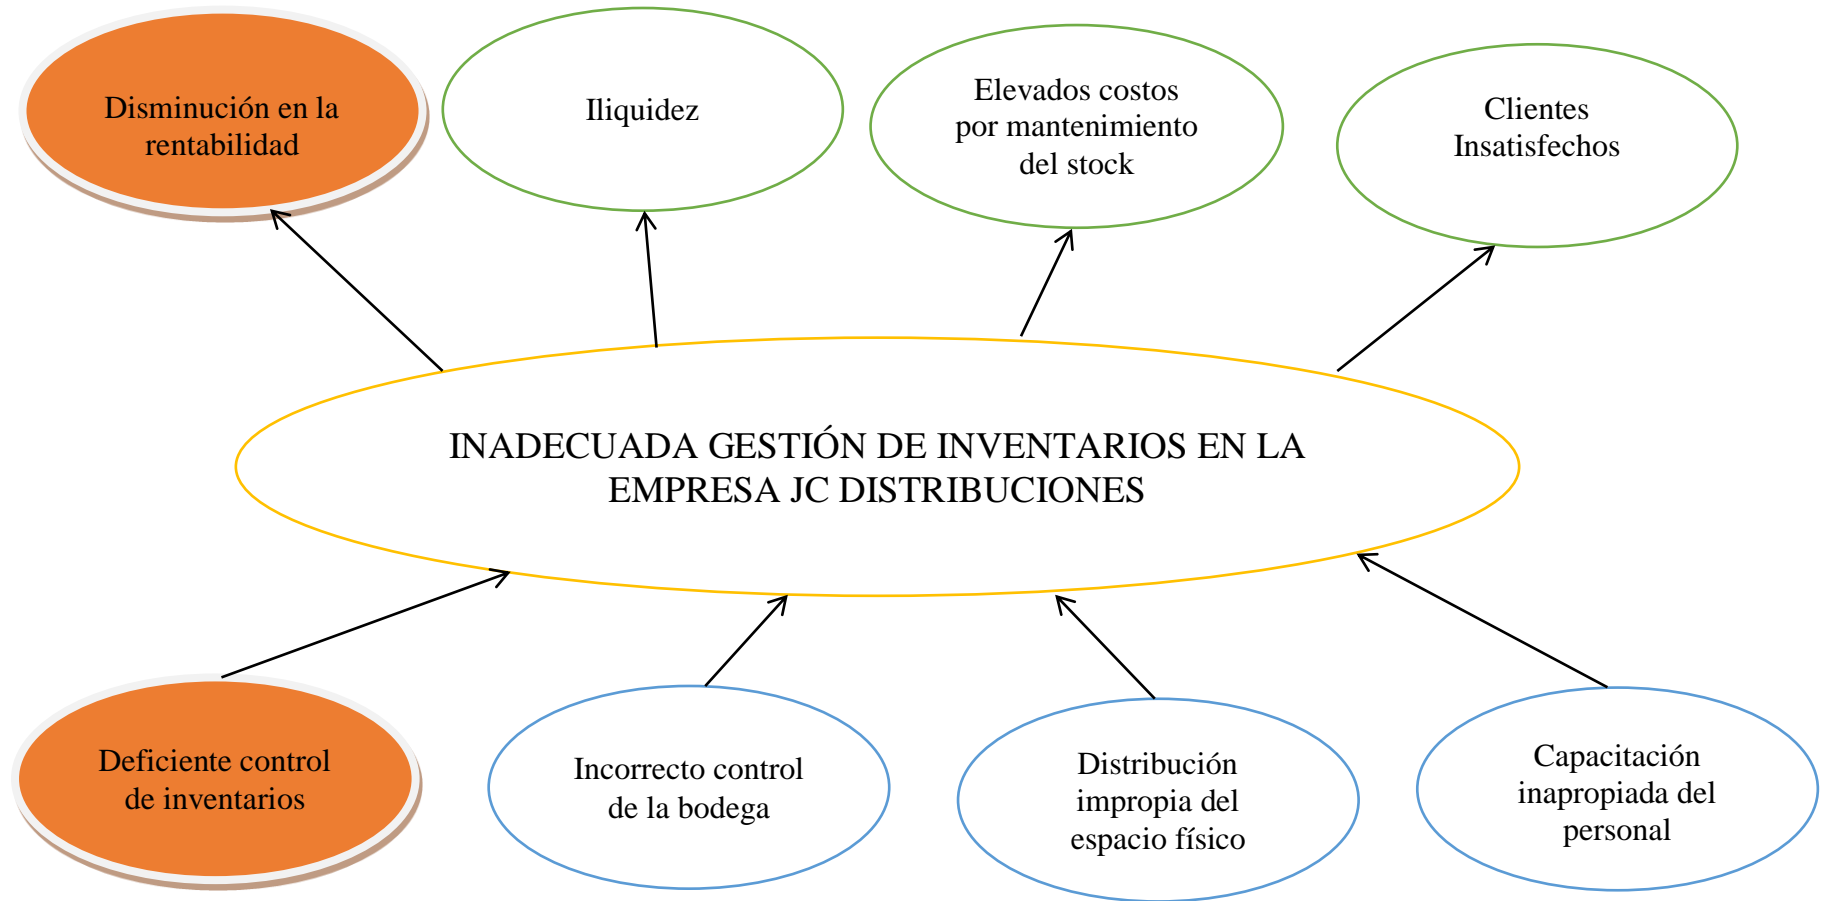 Disminución en la
rentabilidad
Iliquidez
Elevados costos
por mantenimiento
del stock
Clientes
Insatisfechos
INADECUADA GESTIÓN DE INVENTARIOS EN LA
EMPRESA JC DISTRIBUCIONES
Deficiente control
de inventarios
Incorrecto control
de la bodega
Distribución
impropia del
espacio físico
Capacitación
inapropiada del
personal